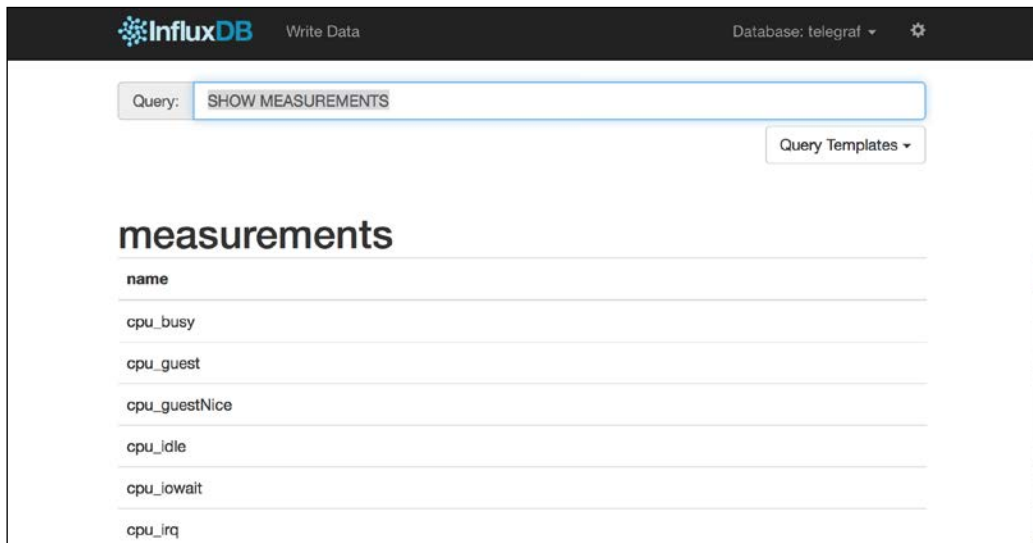 InfluxDB Write Data Database: telegraf
Query: SHOW MEASUREMENTS
Query Templates
measurements
name
cpu_busy
cpu_guest
cpu_guestNice
cpu_idle
cpu_iowait
cpu_irq